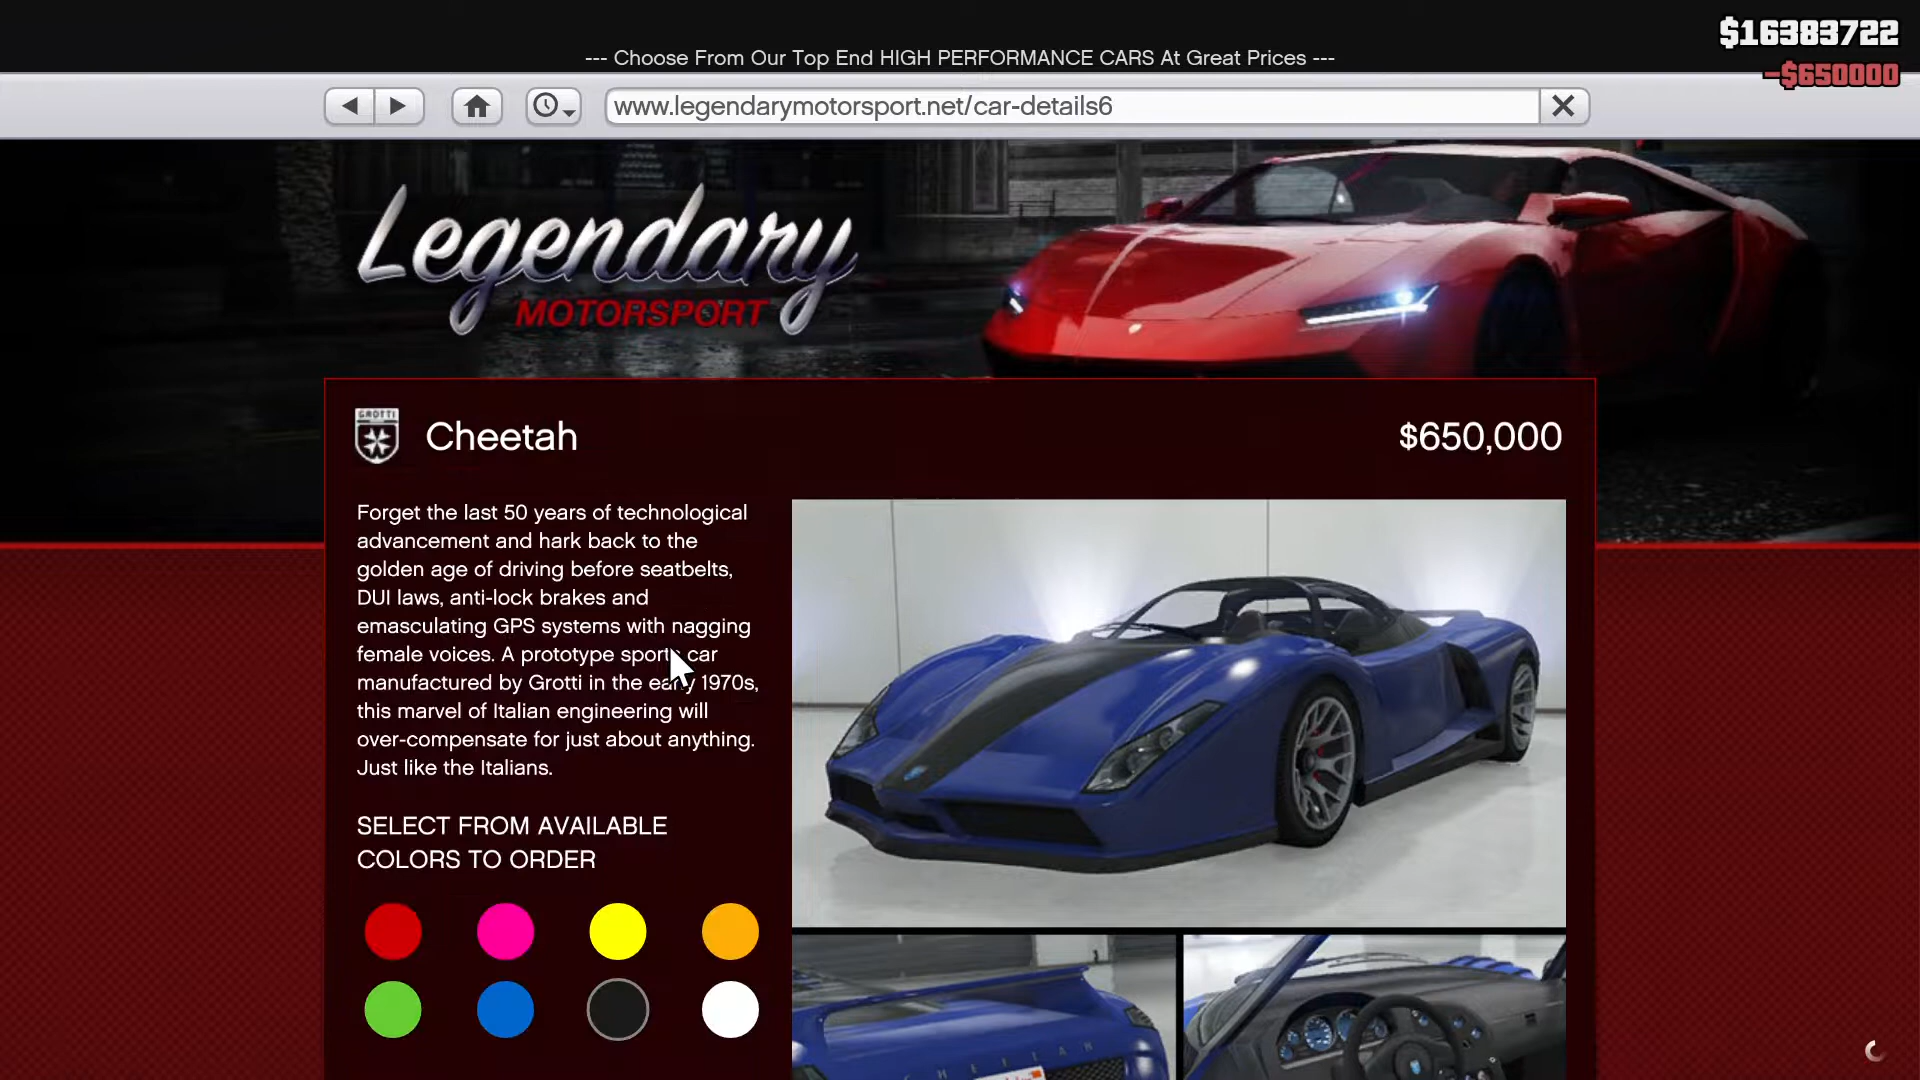 $16383722
--- Choose From Our Top End HIGH PERFORMANCE CARS At Great Prices ---
-$650000
www.legendarymotorsport.net/car-details6
Legendary
MOTORSPORT
GROTTI
Cheetah
$650,000
Forget the last 50 years of technological
advancement and hark back to the
golden age of driving before seatbelts,
DUI laws, anti-lock brakes and
emasculating GPS systems with nagging
female voices. A prototype sports car
manufactured by Grotti in the early 1970s,
this marvel of Italian engineering will
over-compensate for just about anything.
Just like the Italians.
SELECT FROM AVAILABLE
COLORS TO ORDER
CHEETAH